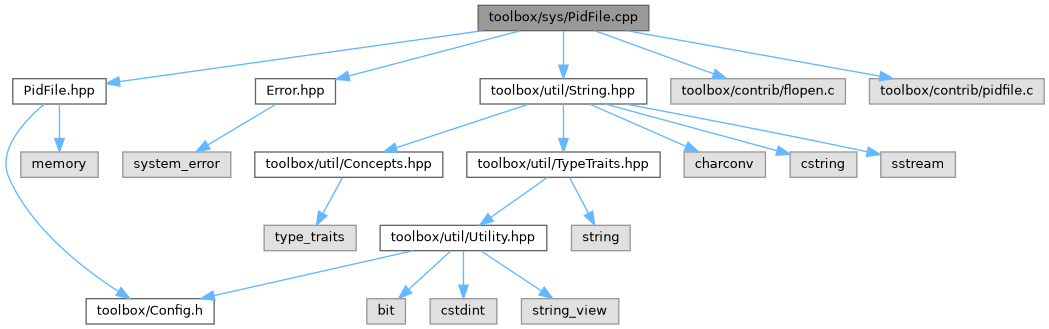 toolbox/sys/PidFile.cpp
PidFile.hpp
Error.hpp
toolbox/util/String.hpp
toolbox/contrib/flopen.c
toolbox/contrib/pidfile.c
memory
system_error
toolbox/util/Concepts.hpp
toolbox/util/TypeTraits.hpp
charconv
cstring
sstream
type_traits
toolbox/util/Utility.hpp
string
toolbox/Config.h
bit
cstdint
string_view